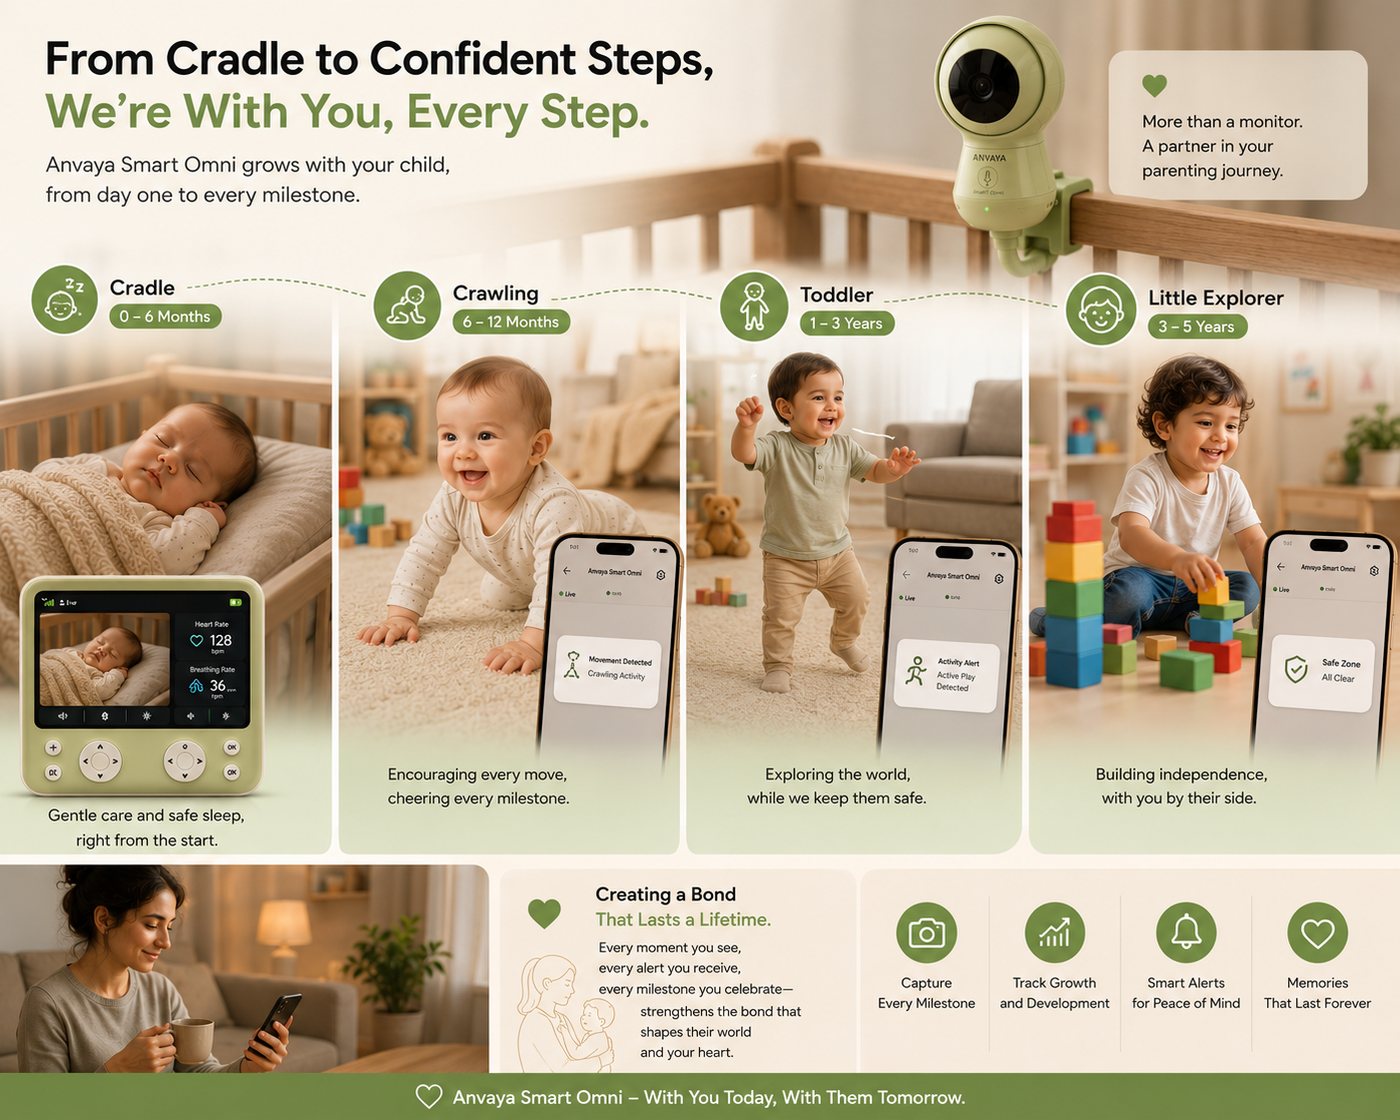 From Cradle to Confident Steps,
We're With You, Every Step.
Anvaya Smart Omni grows with your child,
from day one to every milestone.
ANVAYA
Smart Omni
More than a monitor.
A partner in your
parenting journey.
Cradle
0 – 6 Months
Crawling
6 – 12 Months
Toddler
1 – 3 Years
Little Explorer
3 – 5 Years
Heart Rate
128
bpm
Breathing Rate
36
bpm
OK
OK
Gentle care and safe sleep,
right from the start.
Anvaya Smart Omni
Live
Movement Detected
Crawling Activity
Encouraging every move,
cheering every milestone.
Anvaya Smart Omni
Live
Activity Alert
Active Play
Detected
Exploring the world,
while we keep them safe.
Anvaya Smart Omni
Live
Safe Zone
All Clear
Building independence,
with you by their side.
Creating a Bond
That Lasts a Lifetime.
Every moment you see,
every alert you receive,
every milestone you celebrate—
strengthens the bond that
shapes their world
and your heart.
Capture
Every Milestone
Track Growth
and Development
Smart Alerts
for Peace of Mind
Memories
That Last Forever
Anvaya Smart Omni – With You Today, With Them Tomorrow.